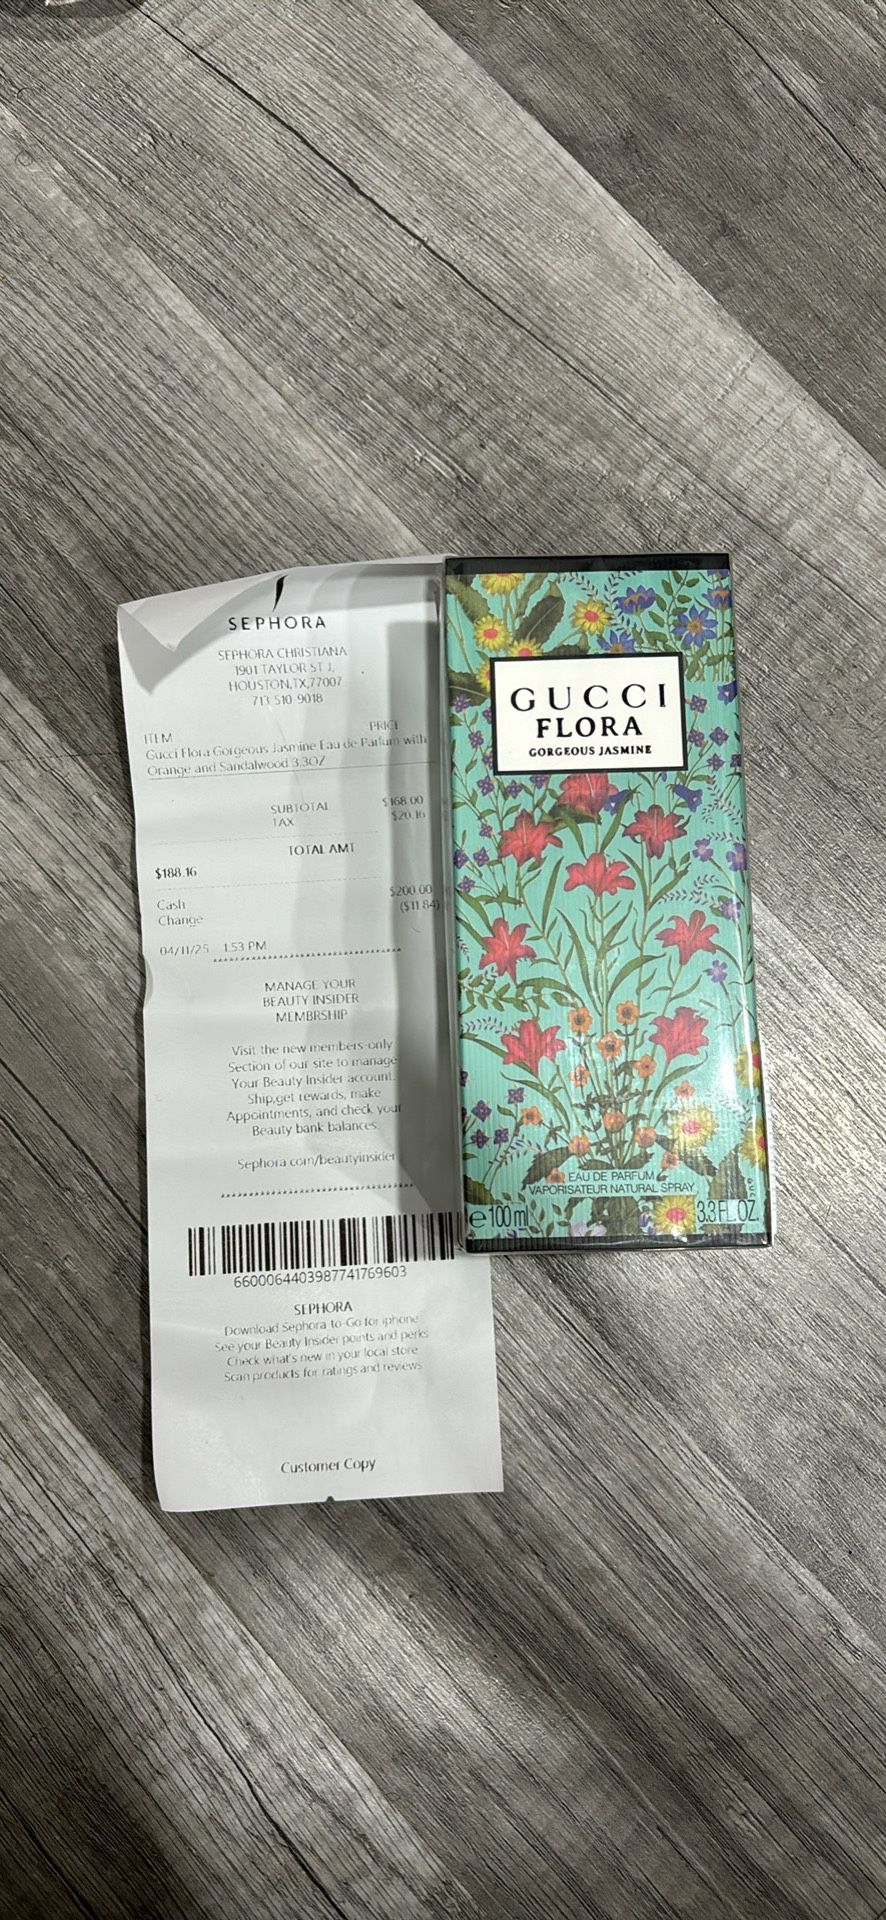 SEPHORA
SEPHORA CHRISTIANA
1901 TAYLOR ST J,
HOUSTON,TX,77007
713 510-9018
ITEM PRICE
Gucci Flora Gorgeous Jasmine Eau de Parfum with
Orange and Sandalwood 3.3OZ
SUBTOTAL $168.00
TAX $20.16
TOTAL AMT
$188.16
Cash $200.00
Change ($11.84)
04/11/25 1:53 PM
MANAGE YOUR
BEAUTY INSIDER
MEMBRSHIP
Visit the new members-only
Section of our site to manage
Your Beauty Insider account.
Ship,get rewards, make
Appointments, and check your
Beauty bank balances.
Sephora.com/beautyinsider
6600064403987741769603
SEPHORA
Download Sephora-to-Go for iphone
See your Beauty Insider points and perks
Check what's new in your local store
Scan products for ratings and reviews
Customer Copy
GUCCI
FLORA
GORGEOUS JASMINE
EAU DE PARFUM
VAPORISATEUR NATURAL SPRAY
e 100 ml 3.3 FL. OZ.